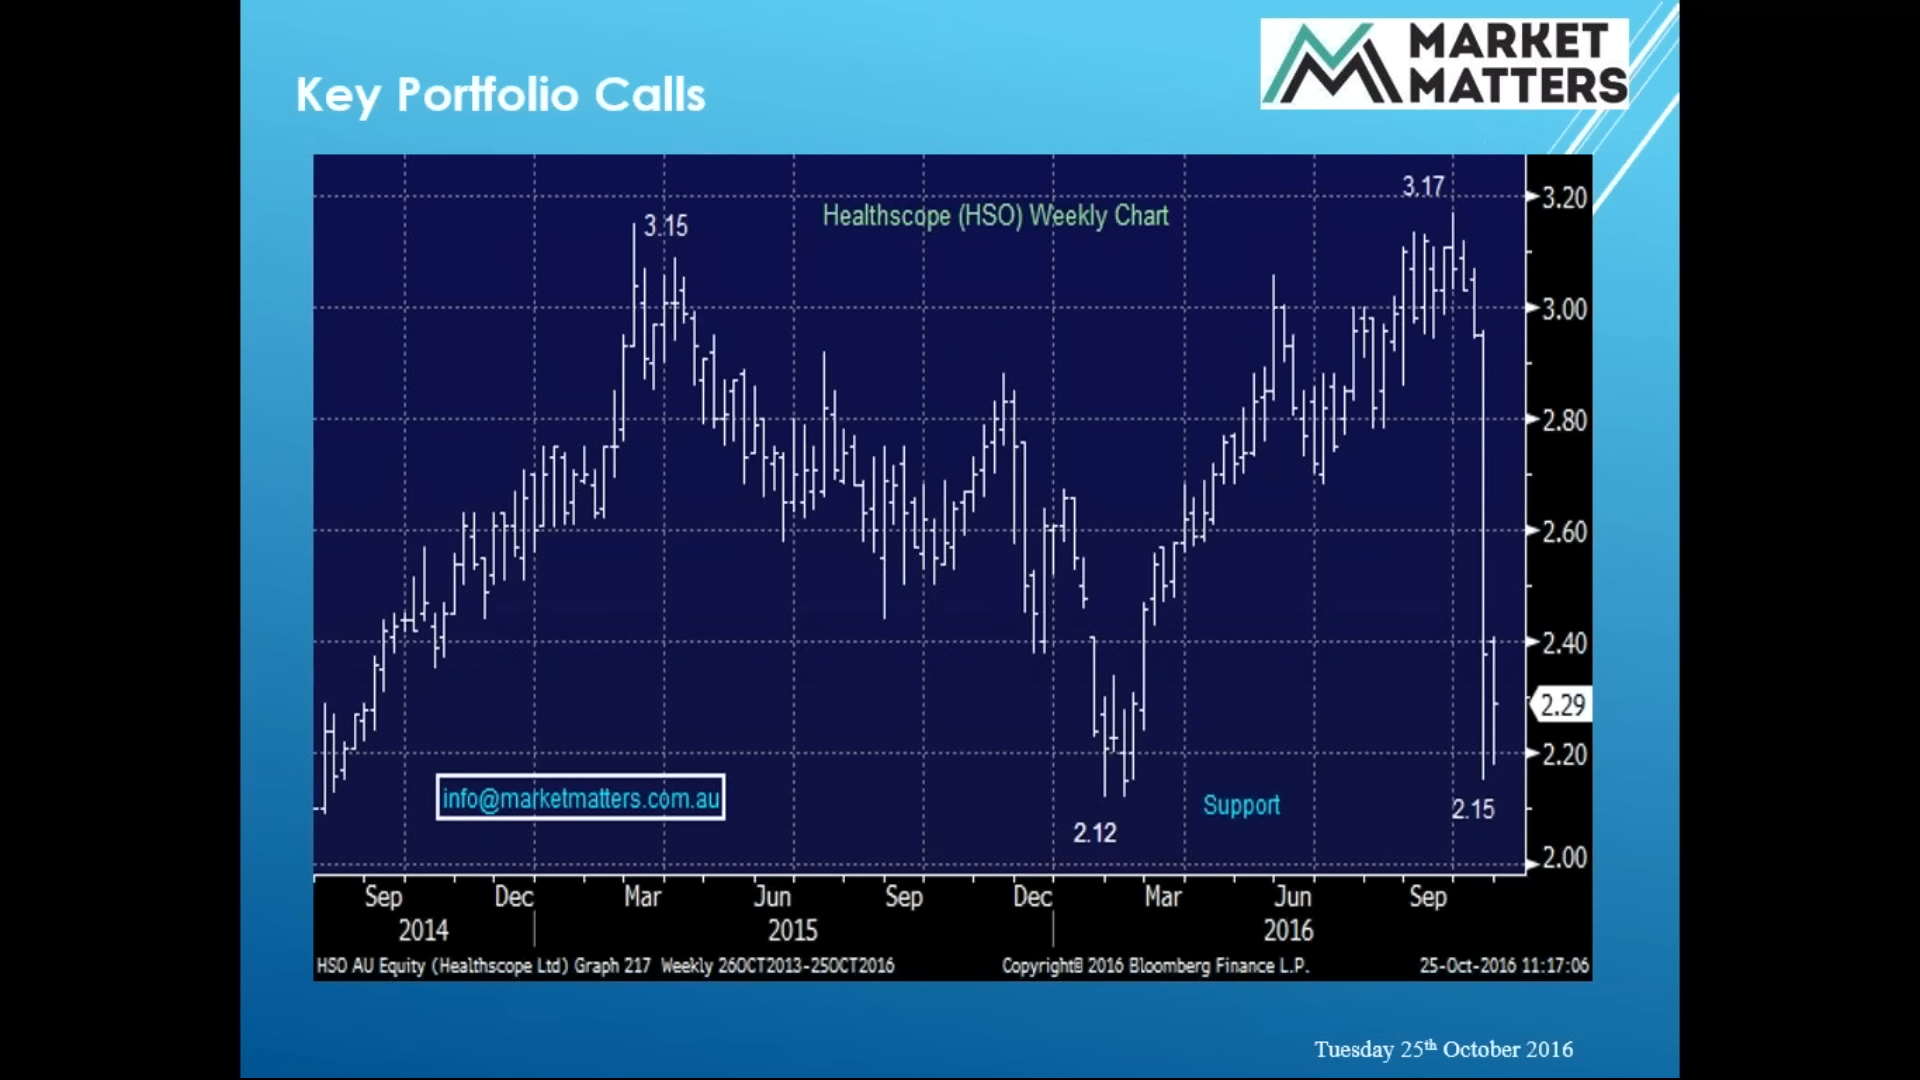 MARKET
MATTERS
Key Portfolio Calls
3.17
3.20
Healthscope (HSO) Weekly Chart
3.15
3.00
2.80
2.60
2.40
2.29
2.20
info@marketmatters.com.au
Support
2.15
2.12
2.00
Sep Dec Mar Jun Sep Dec Mar Jun Sep
2014 2015 2016
HSO AU Equity (Healthscope Ltd) Graph 217 Weekly 26OCT2013-25OCT2016 Copyright© 2016 Bloomberg Finance L.P. 25-Oct-2016 11:17:06
Tuesday 25th October 2016